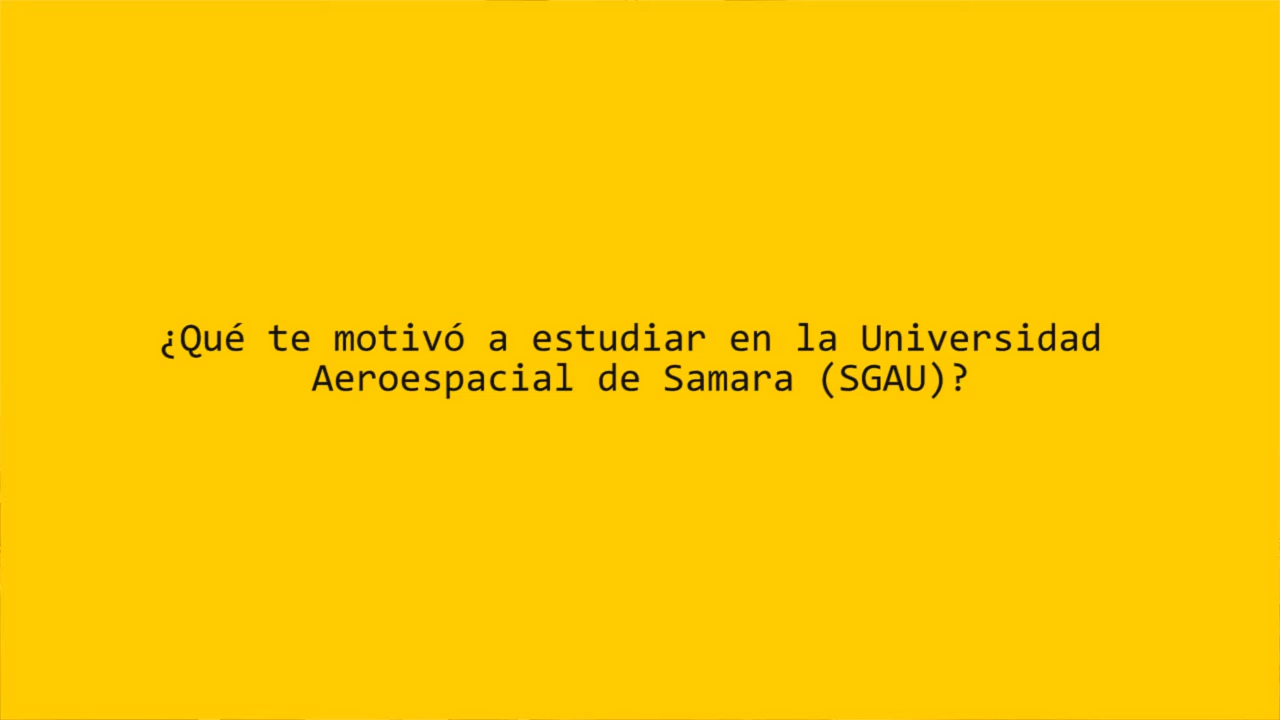 ¿Qué te motivó a estudiar en la Universidad
Aeroespacial de Samara (SGAU)?